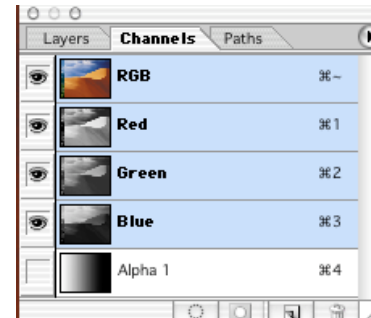 Layers Channels Paths
RGB ⌘~
Red ⌘1
Green ⌘2
Blue ⌘3
Alpha 1 ⌘4